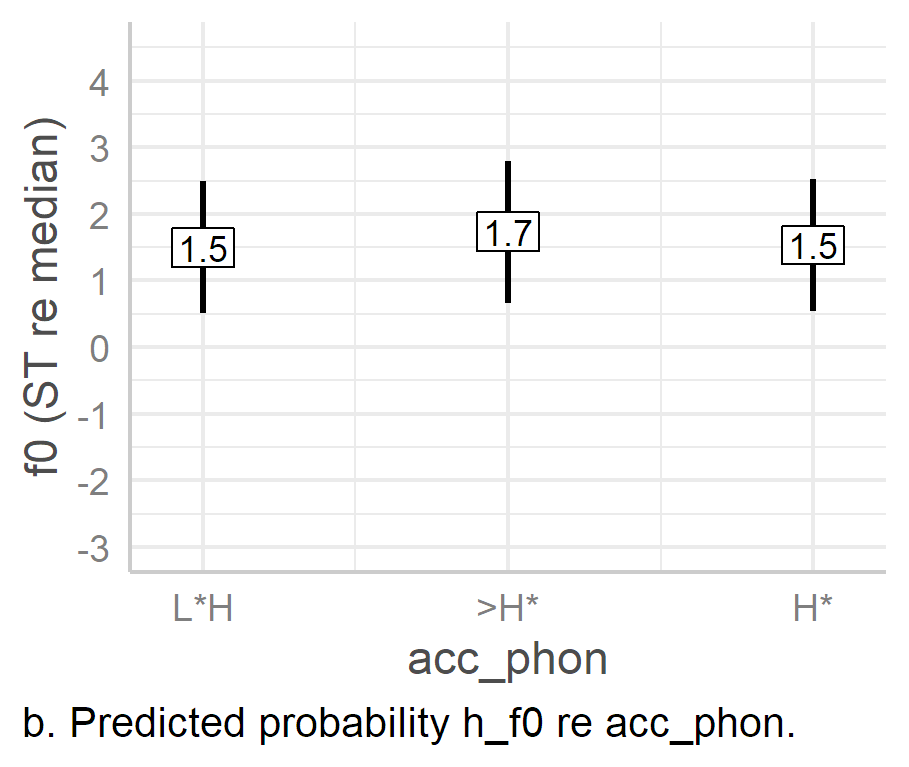 f0 (ST re median)
4
3
2
1
0
-1
-2
-3
1.5
1.7
1.5
L*H
>H*
H*
acc_phon
b. Predicted probability h_f0 re acc_phon.